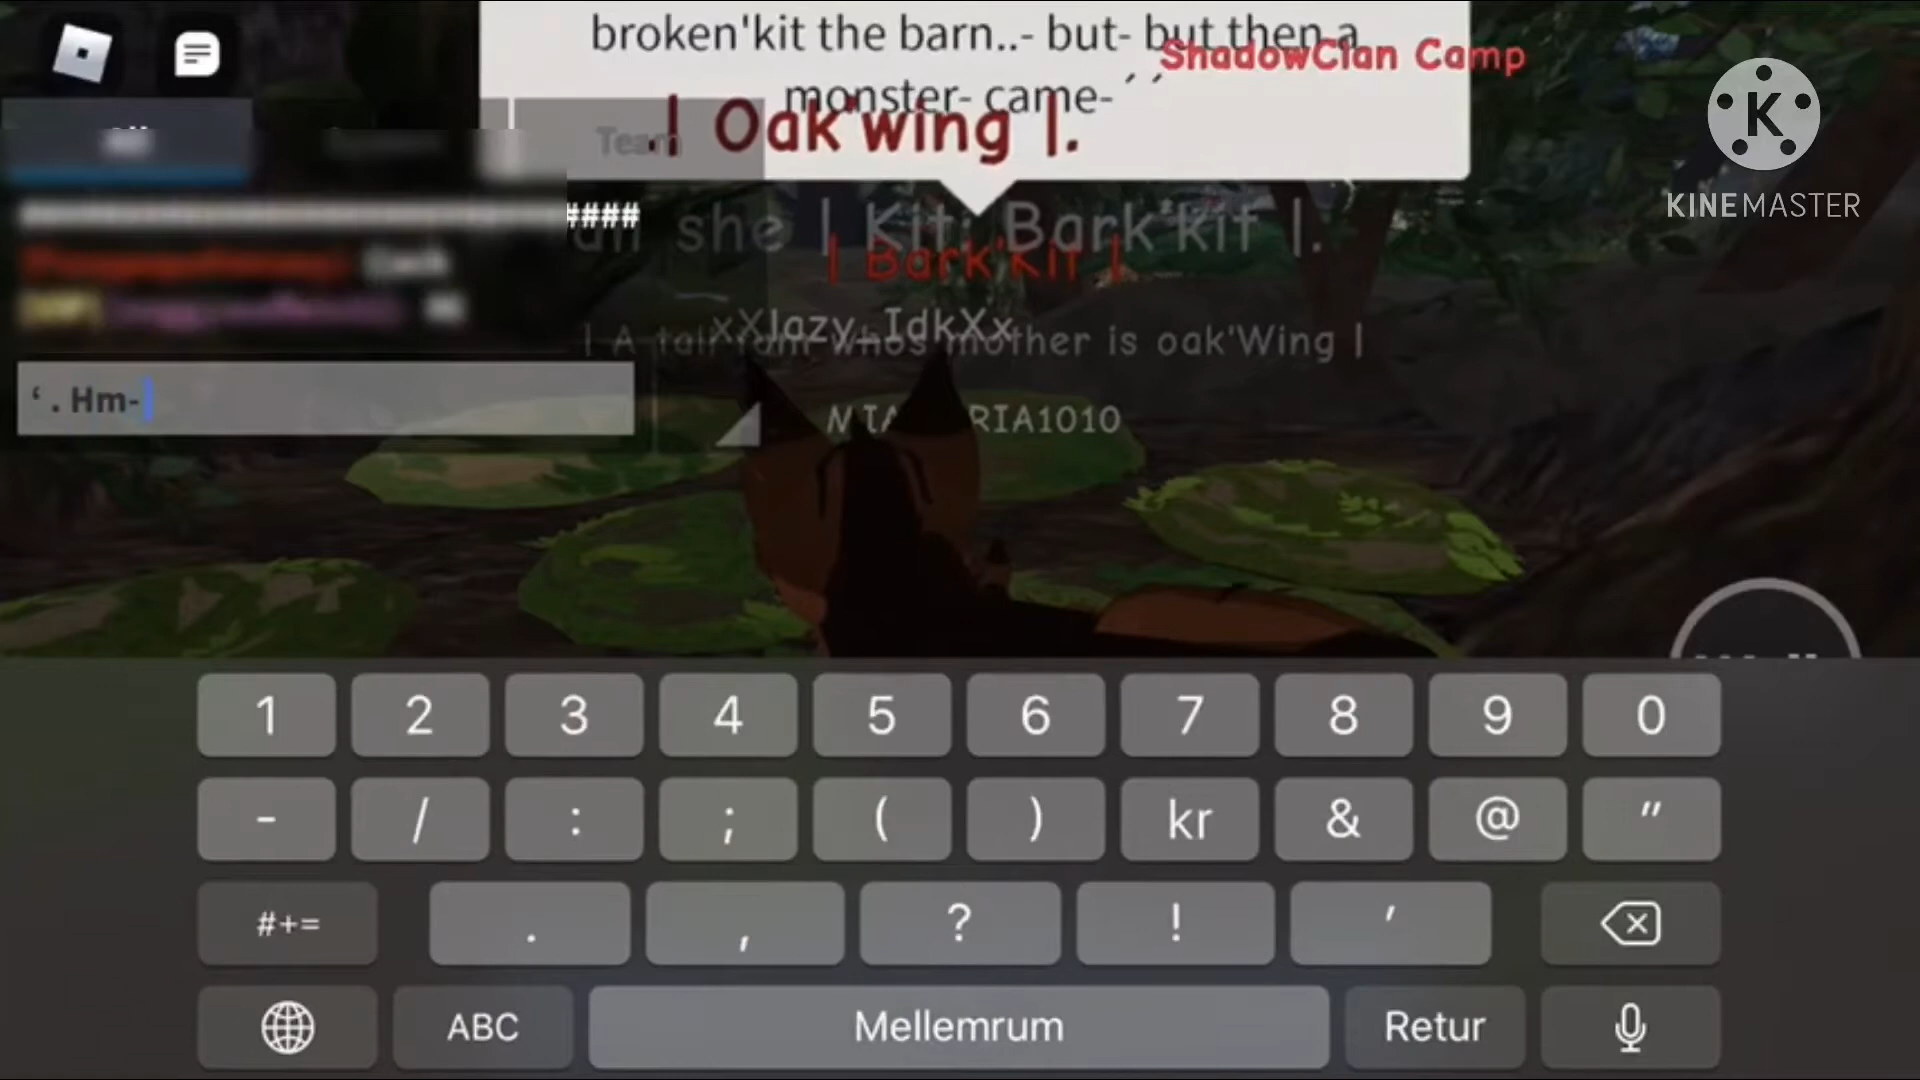 broken'kit the barn..- but- but then a
monster- came- ´´
ShadowClan Camp
K
KINEMASTER
.| Oak'wing |.
Team
####
she | Kit: Bark'kit |.
| Bark'Kit |
xXlazy_IdkXx
| A tall whos mother is oak'Wing |
RIA1010
‘ . Hm-
1 2 3 4 5 6 7 8 9 0
- / : ; ( ) kr & @ "
#+= . , ? ! '
ABC Mellemrum Retur